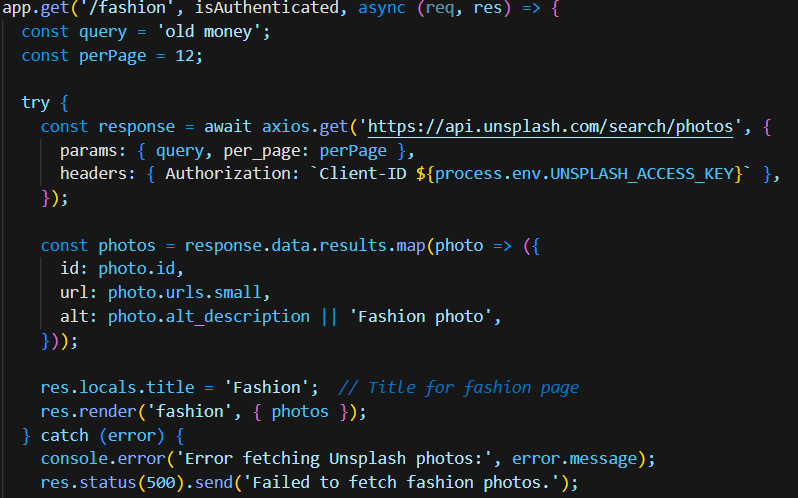 app.get('/fashion', isAuthenticated, async (req, res) => {
  const query = 'old money';
  const perPage = 12;

  try {
    const response = await axios.get('https://api.unsplash.com/search/photos', {
      params: { query, per_page: perPage },
      headers: { Authorization: `Client-ID ${process.env.UNSPLASH_ACCESS_KEY}` },
    });

    const photos = response.data.results.map(photo => ({
      id: photo.id,
      url: photo.urls.small,
      alt: photo.alt_description || 'Fashion photo',
    }));

    res.locals.title = 'Fashion';  // Title for fashion page
    res.render('fashion', { photos });
  } catch (error) {
    console.error('Error fetching Unsplash photos:', error.message);
    res.status(500).send('Failed to fetch fashion photos.');